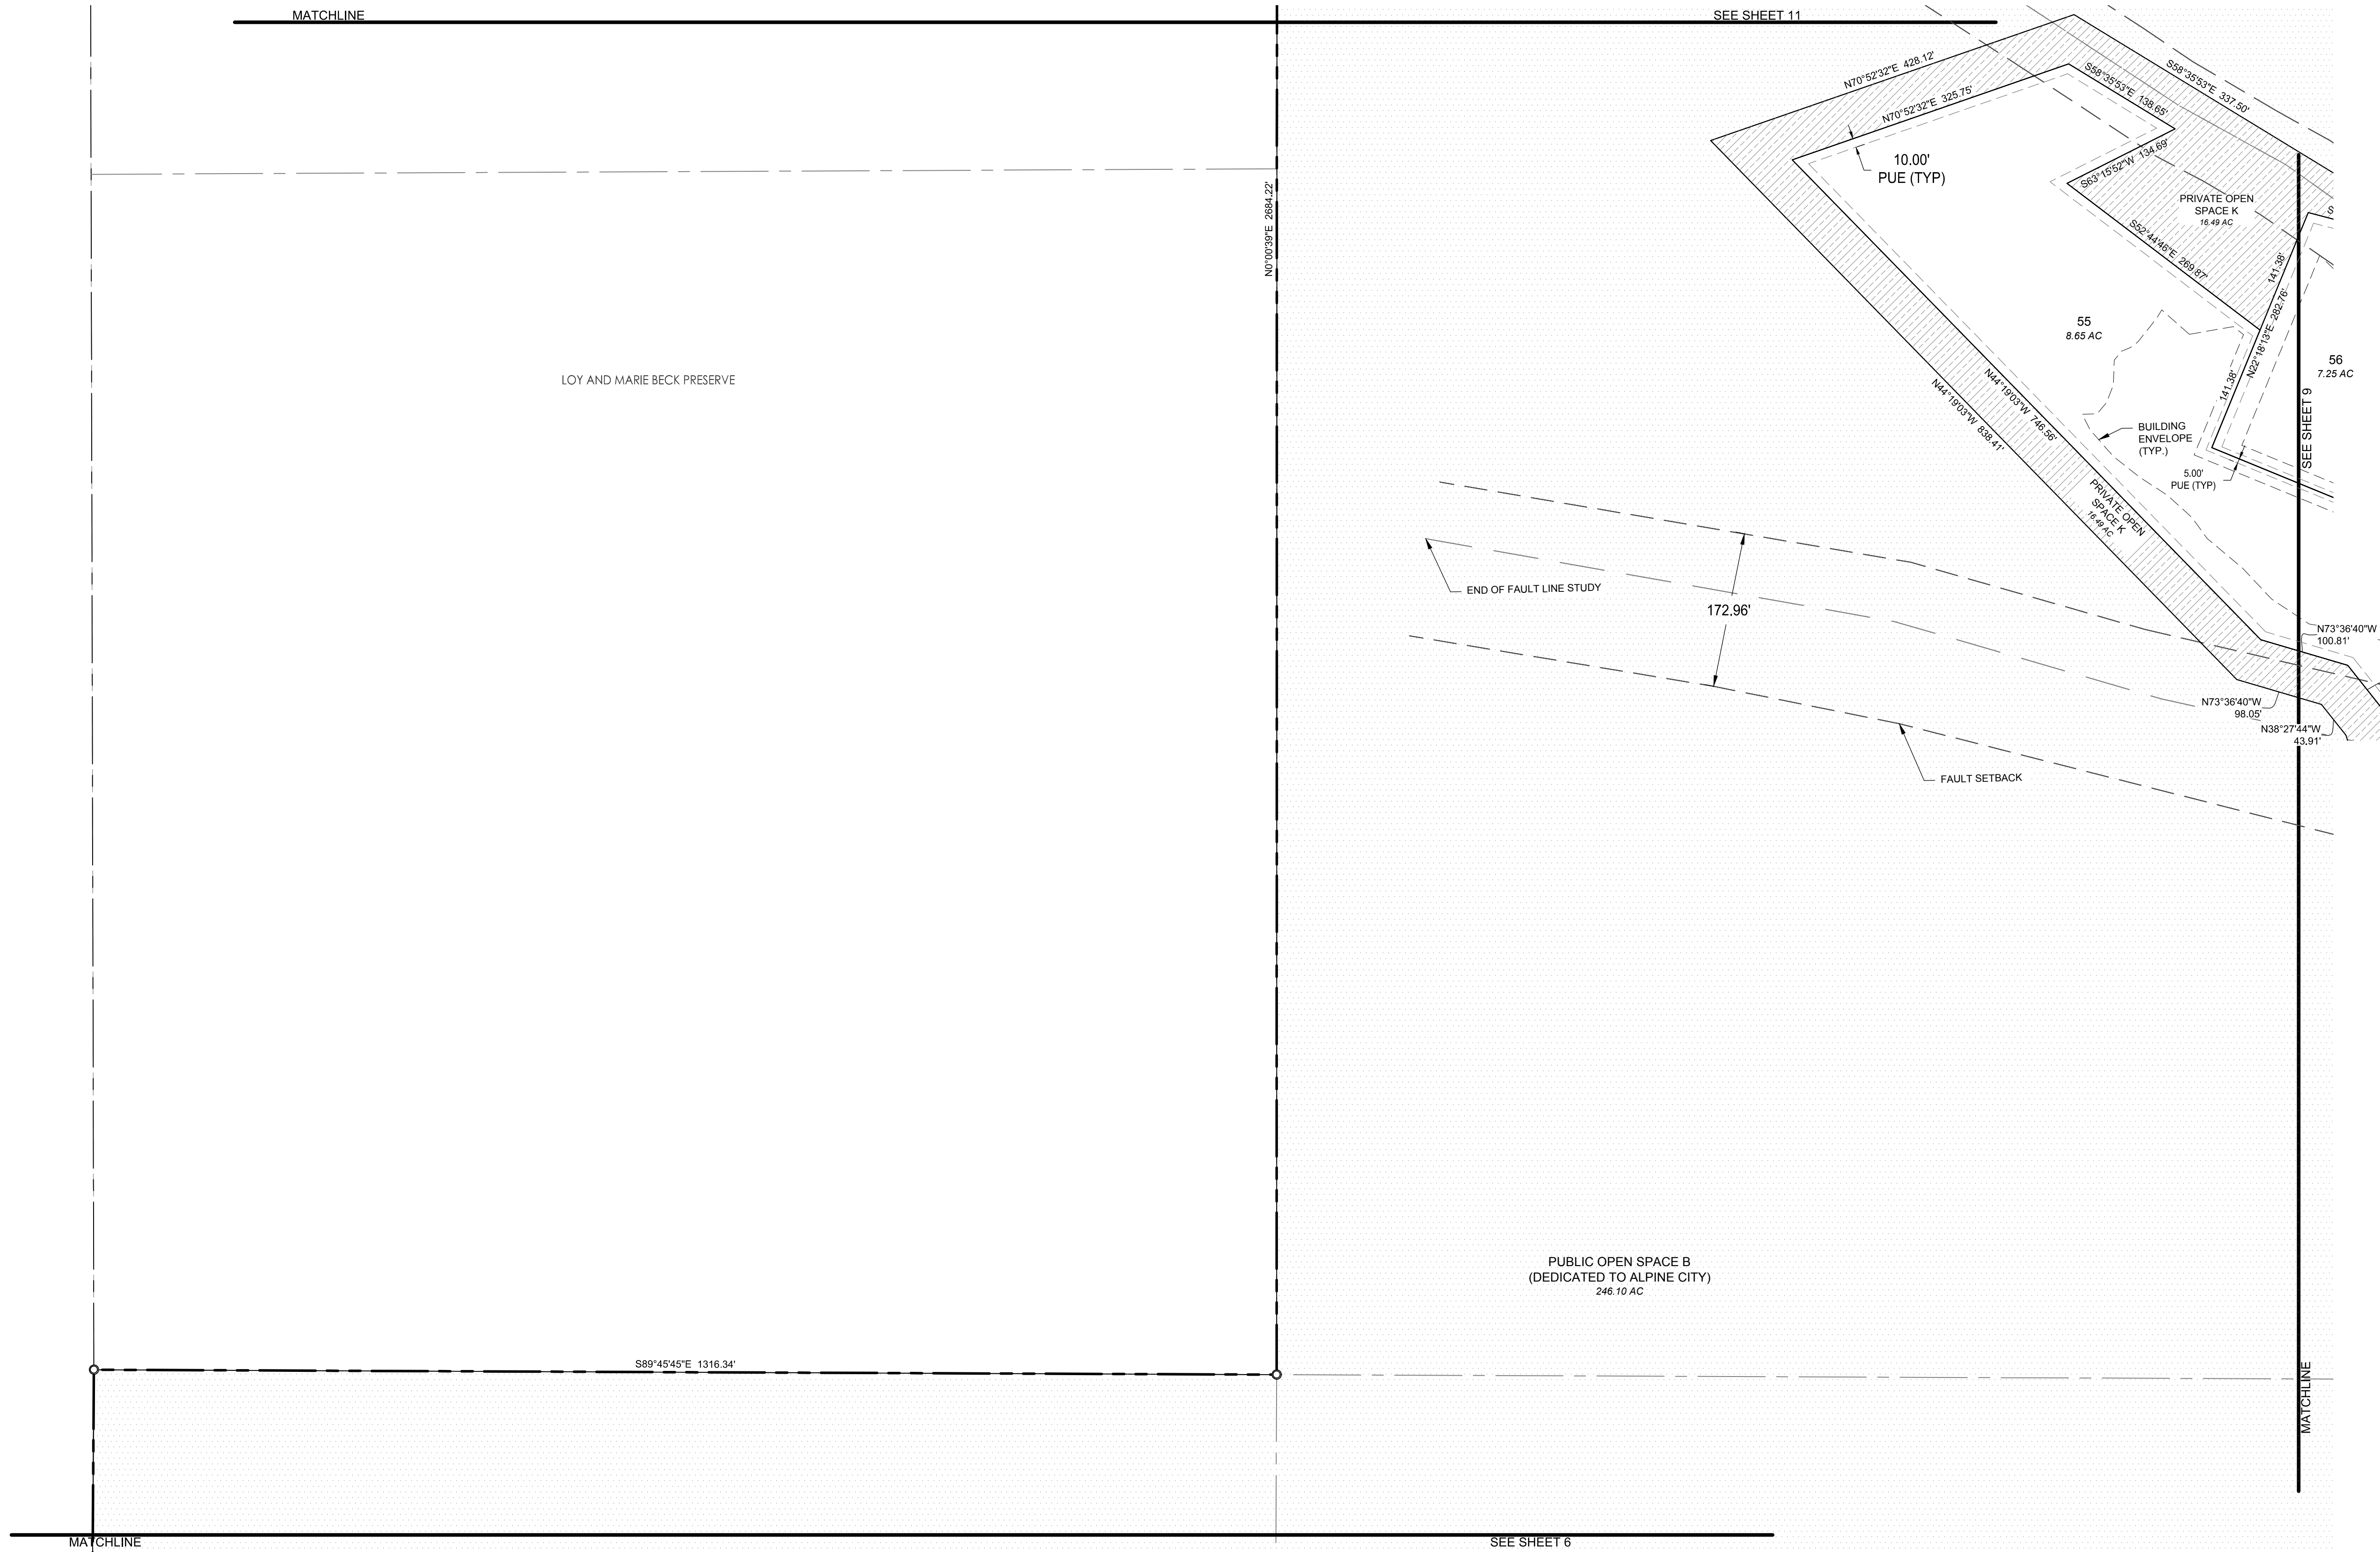 MATCHLINE
SEE SHEET 11
N70°52'32"E 428.12'
S58°35'53"E 337.50'
S58°35'53"E 138.65'
N70°52'32"E 325.75'
10.00'
PUE (TYP)
S63°15'52"W 134.69'
PRIVATE OPEN
SPACE K
16.49 AC
S
N0°00'39"E 2684.22'
S52°44'46"E 269.87'
141.38'
N22°18'13"E 282.76'
141.38'
55
8.65 AC
56
7.25 AC
LOY AND MARIE BECK PRESERVE
N44°19'03"W 746.56'
N44°19'03"W 838.41'
SEE SHEET 9
BUILDING
ENVELOPE
(TYP.)
5.00'
PUE (TYP)
PRIVATE OPEN
SPACE K
16.49 AC
END OF FAULT LINE STUDY
172.96'
N73°36'40"W
100.81'
N73°36'40"W
98.05'
N38°27'44"W
43.91'
FAULT SETBACK
PUBLIC OPEN SPACE B
(DEDICATED TO ALPINE CITY)
246.10 AC
S89°45'45"E 1316.34'
MATCHLINE
MATCHLINE
SEE SHEET 6